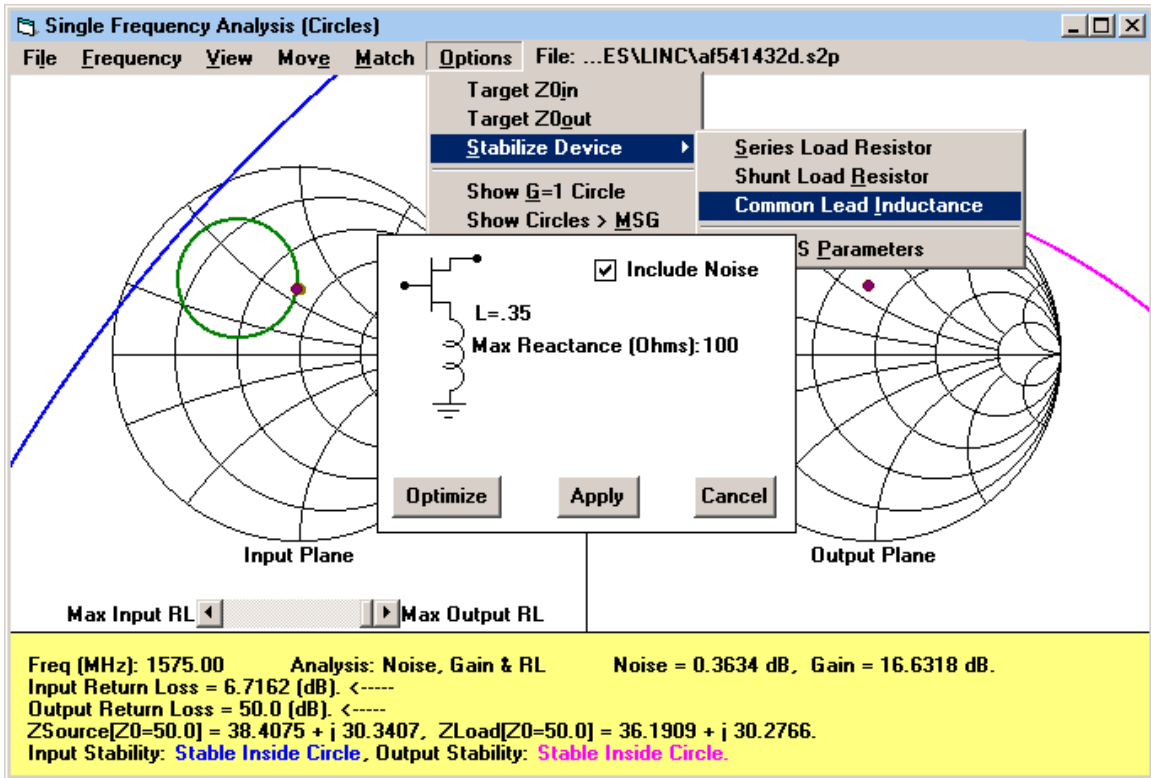 Single Frequency Analysis (Circles)
File Frequency View Move Match Options File: ...ES\LINC\af541432d.s2p
Target Z0in
Target Z0out
Stabilize Device
Show G=1 Circle
Show Circles > MSG
Series Load Resistor
Shunt Load Resistor
Common Lead Inductance
S Parameters
Include Noise
L=.35
Max Reactance (Ohms): 100
Optimize Apply Cancel
Input Plane
Output Plane
Max Input RL Max Output RL
Freq (MHz): 1575.00 Analysis: Noise, Gain & RL Noise = 0.3634 dB, Gain = 16.6318 dB.
Input Return Loss = 6.7162 (dB). <-----
Output Return Loss = 50.0 (dB). <-----
ZSource[Z0=50.0] = 38.4075 + j 30.3407, ZLoad[Z0=50.0] = 36.1909 + j 30.2766.
Input Stability: Stable Inside Circle, Output Stability: Stable Inside Circle.